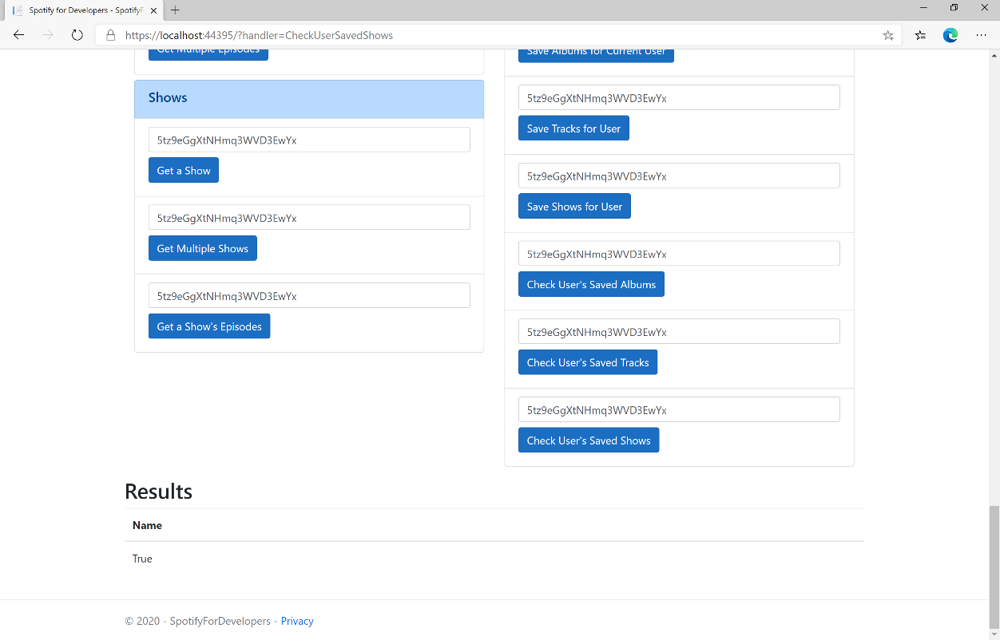 Spotify for Developers - SpotifyF
https://localhost:44395/?handler=CheckUserSavedShows
Get Multiple Episodes
Shows
5tz9eGgXtNHmq3WVD3EwYx
Get a Show
5tz9eGgXtNHmq3WVD3EwYx
Get Multiple Shows
5tz9eGgXtNHmq3WVD3EwYx
Get a Show's Episodes
Save Albums for Current User
5tz9eGgXtNHmq3WVD3EwYx
Save Tracks for User
5tz9eGgXtNHmq3WVD3EwYx
Save Shows for User
5tz9eGgXtNHmq3WVD3EwYx
Check User's Saved Albums
5tz9eGgXtNHmq3WVD3EwYx
Check User's Saved Tracks
5tz9eGgXtNHmq3WVD3EwYx
Check User's Saved Shows
Results
Name
True
© 2020 - SpotifyForDevelopers - Privacy